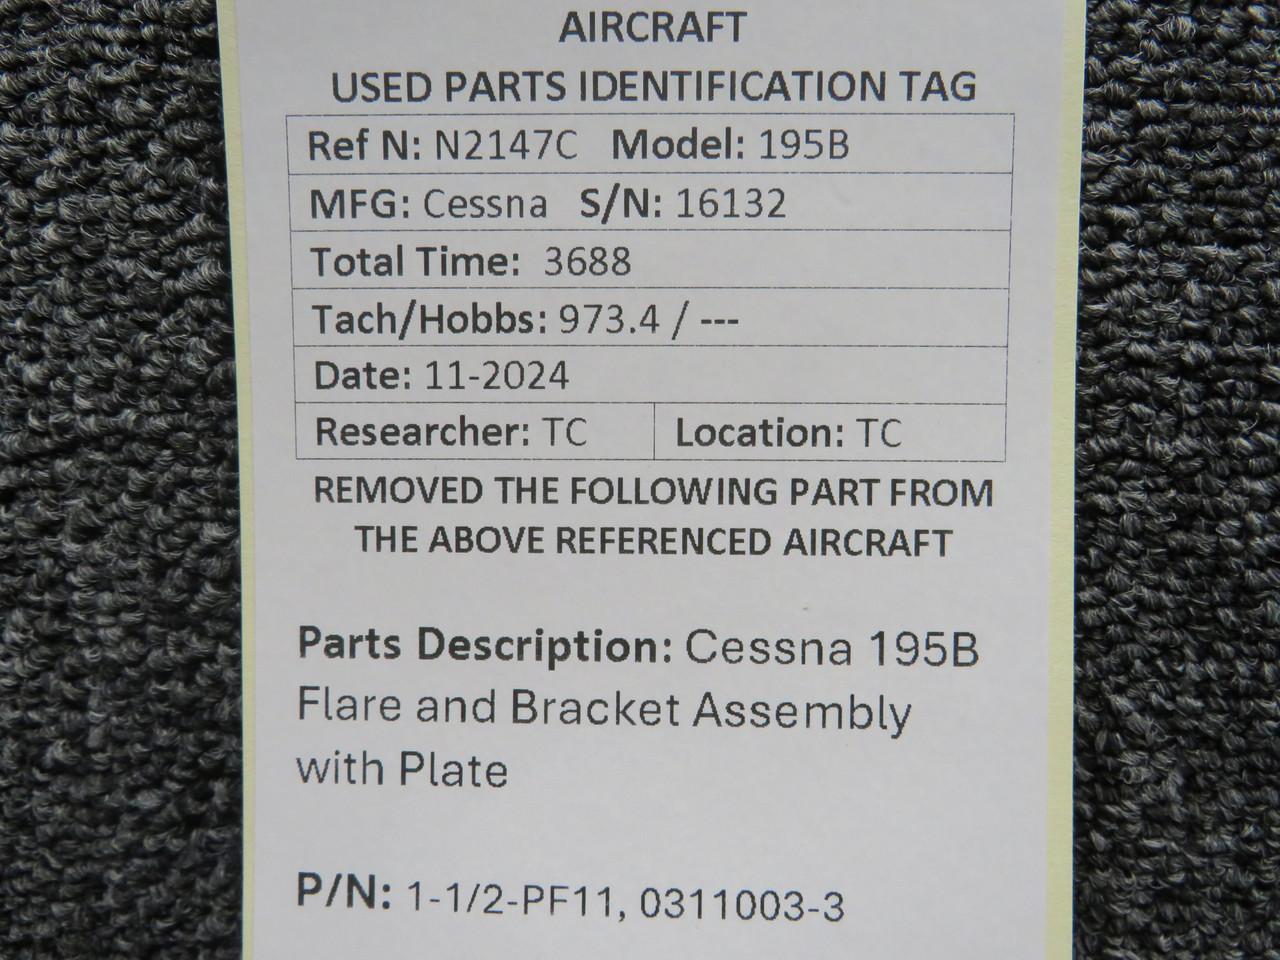 AIRCRAFT
USED PARTS IDENTIFICATION TAG
Ref N: N2147C Model: 195B
MFG: Cessna S/N: 16132
Total Time: 3688
Tach/Hobbs: 973.4 / ---
Date: 11-2024
Researcher: TC Location: TC
REMOVED THE FOLLOWING PART FROM
THE ABOVE REFERENCED AIRCRAFT
Parts Description: Cessna 195B
Flare and Bracket Assembly
with Plate
P/N: 1-1/2-PF11, 0311003-3